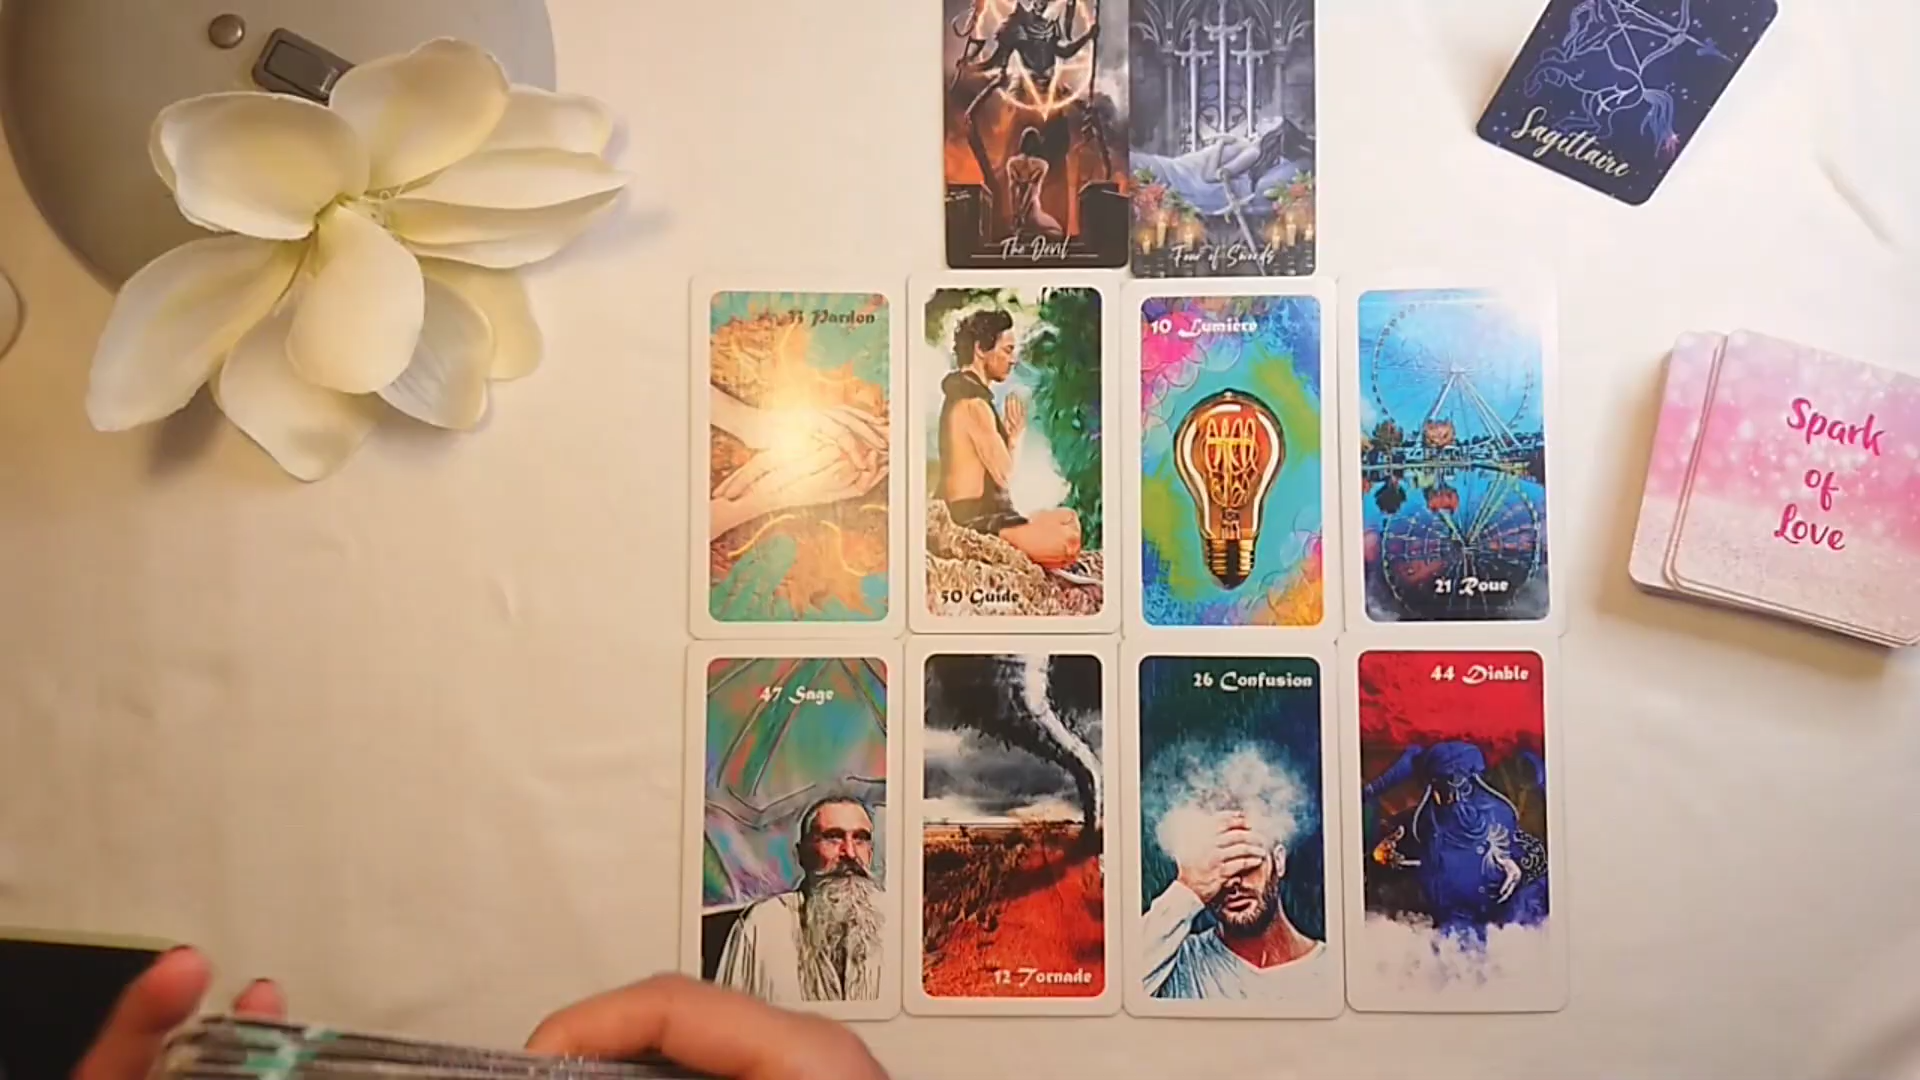 The Devil
Four of Swords
Sagittaire
33 Pardon
50 Guide
10 Lumière
21 Roue
Spark
of
Love
47 Sage
12 Tornade
26 Confusion
44 Diable